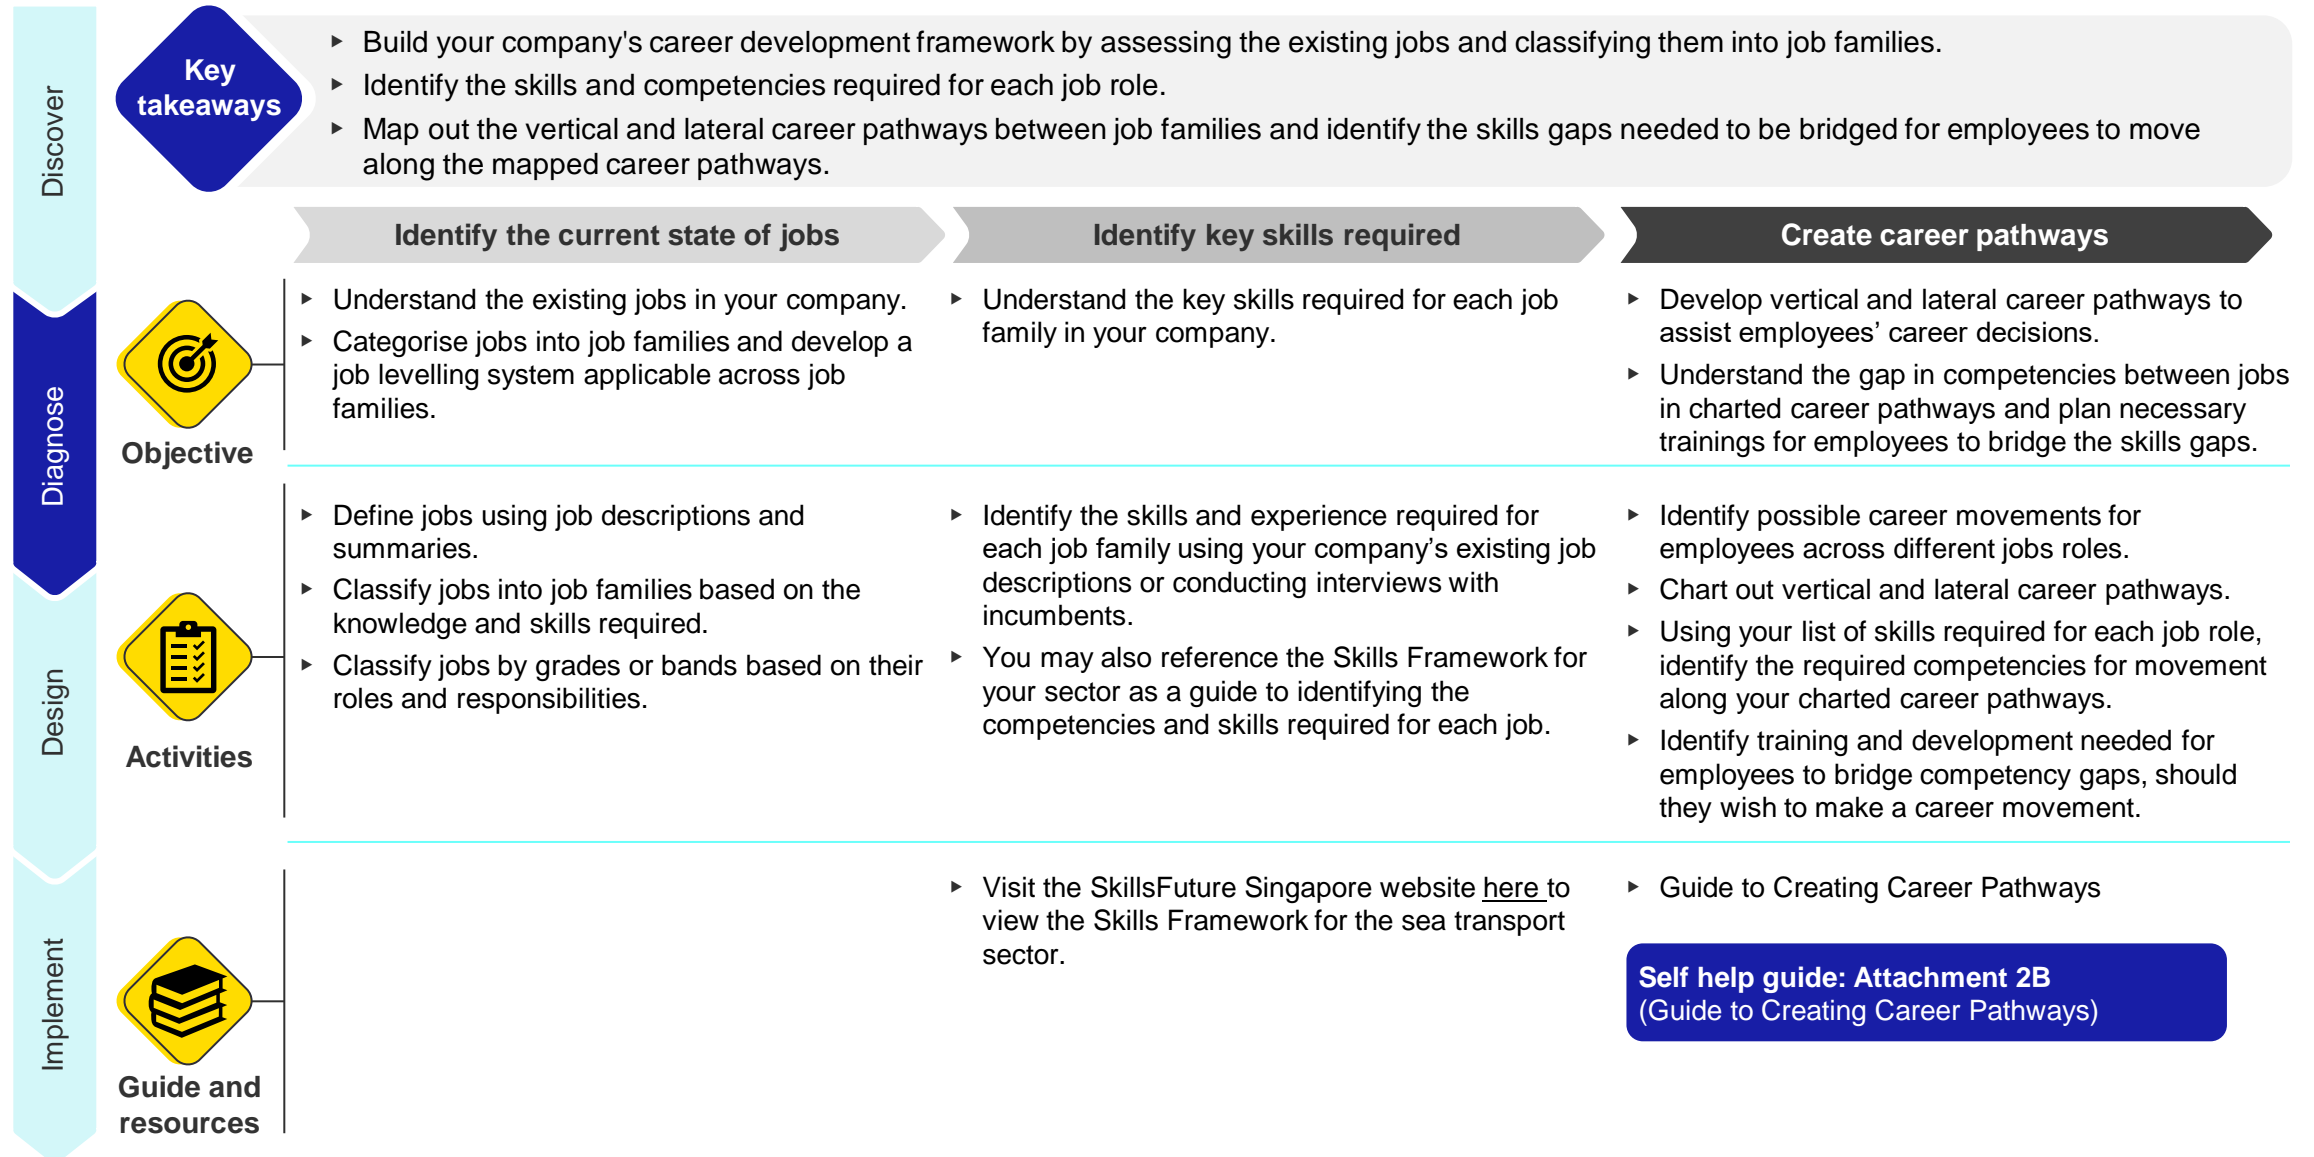 Discover
Diagnose
Design
Implement
Key
takeaways
Build your company's career development framework by assessing the existing jobs and classifying them into job families.
Identify the skills and competencies required for each job role.
Map out the vertical and lateral career pathways between job families and identify the skills gaps needed to be bridged for employees to move
along the mapped career pathways.
Identify the current state of jobs
Identify key skills required
Create career pathways
Objective
Understand the existing jobs in your company.
Categorise jobs into job families and develop a
job levelling system applicable across job
families.
Understand the key skills required for each job
family in your company.
Develop vertical and lateral career pathways to
assist employees’ career decisions.
Understand the gap in competencies between jobs
in charted career pathways and plan necessary
trainings for employees to bridge the skills gaps.
Activities
Define jobs using job descriptions and
summaries.
Classify jobs into job families based on the
knowledge and skills required.
Classify jobs by grades or bands based on their
roles and responsibilities.
Identify the skills and experience required for
each job family using your company’s existing job
descriptions or conducting interviews with
incumbents.
You may also reference the Skills Framework for
your sector as a guide to identifying the
competencies and skills required for each job.
Identify possible career movements for
employees across different jobs roles.
Chart out vertical and lateral career pathways.
Using your list of skills required for each job role,
identify the required competencies for movement
along your charted career pathways.
Identify training and development needed for
employees to bridge competency gaps, should
they wish to make a career movement.
Guide and
resources
Visit the SkillsFuture Singapore website here to
view the Skills Framework for the sea transport
sector.
Guide to Creating Career Pathways
Self help guide: Attachment 2B
(Guide to Creating Career Pathways)